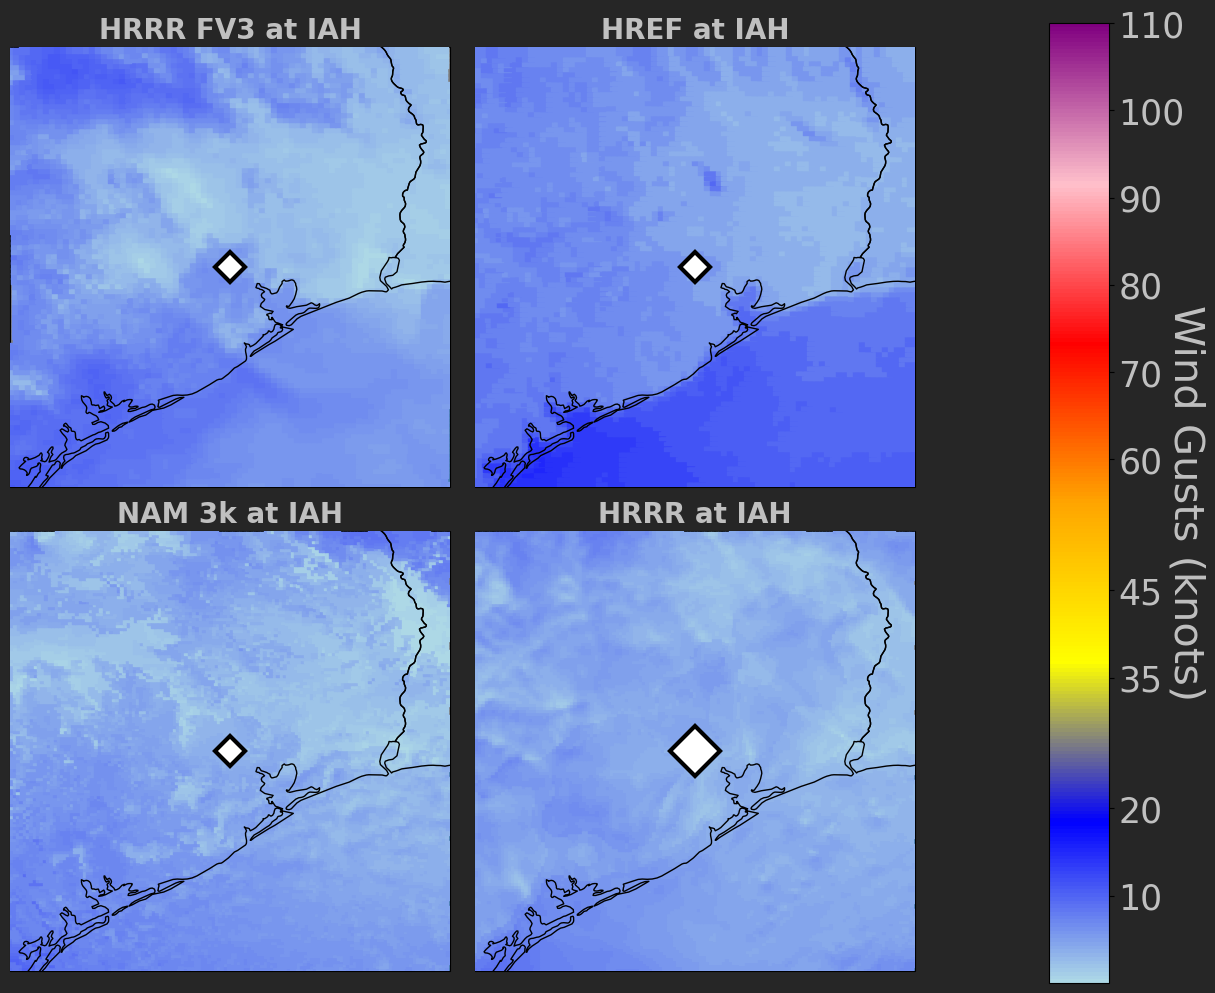 HRRR FV3 at IAH
HREF at IAH
NAM 3k at IAH
HRRR at IAH
110
100
90
80
70
60
45
35
20
10
Wind Gusts (knots)